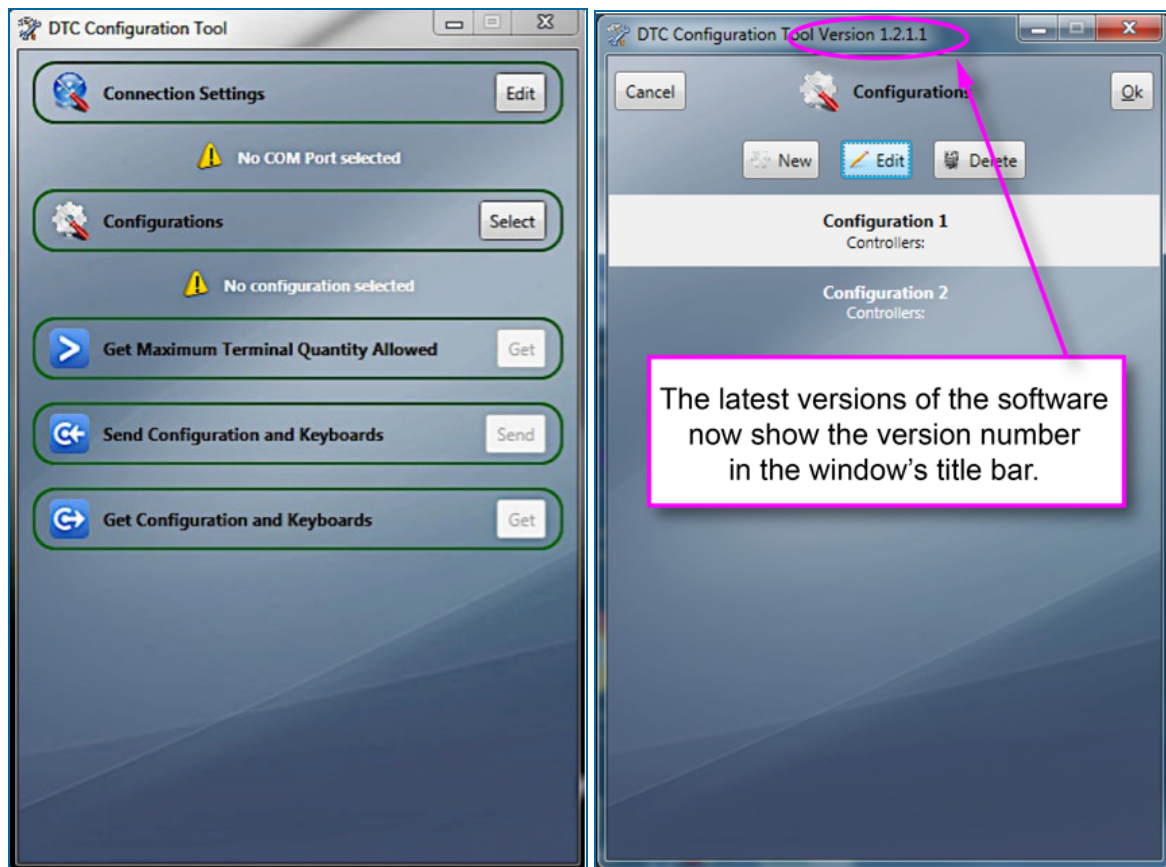 DTC Configuration Tool
Connection Settings
Edit
No COM Port selected
Configurations
Select
No configuration selected
Get Maximum Terminal Quantity Allowed
Get
Send Configuration and Keyboards
Send
Get Configuration and Keyboards
Get
DTC Configuration Tool Version 1.2.1.1
Cancel
Configurations
Ok
New
Edit
Delete
Configuration 1
Controllers:
Configuration 2
Controllers:
The latest versions of the software
now show the version number
in the window’s title bar.